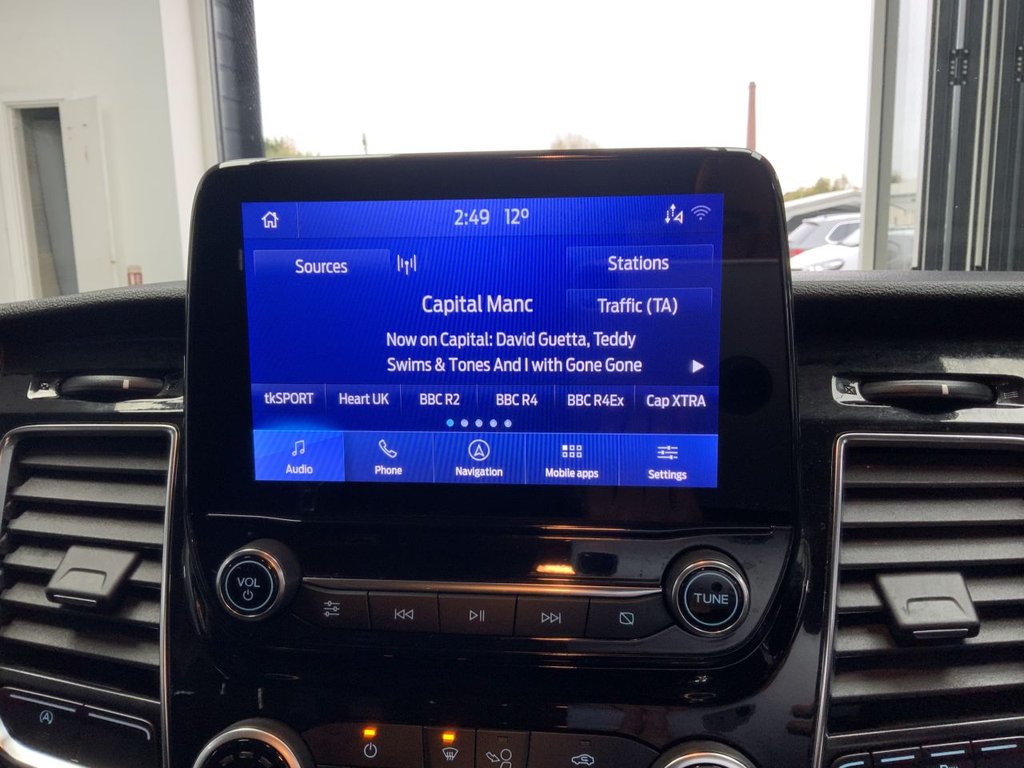 2:49 12°
Sources
Stations
Capital Manc
Traffic (TA)
Now on Capital: David Guetta, Teddy
Swims & Tones And I with Gone Gone
tkSPORT Heart UK BBC R2 BBC R4 BBC R4Ex Cap XTRA
Audio Phone Navigation Mobile apps Settings
VOL
TUNE
A